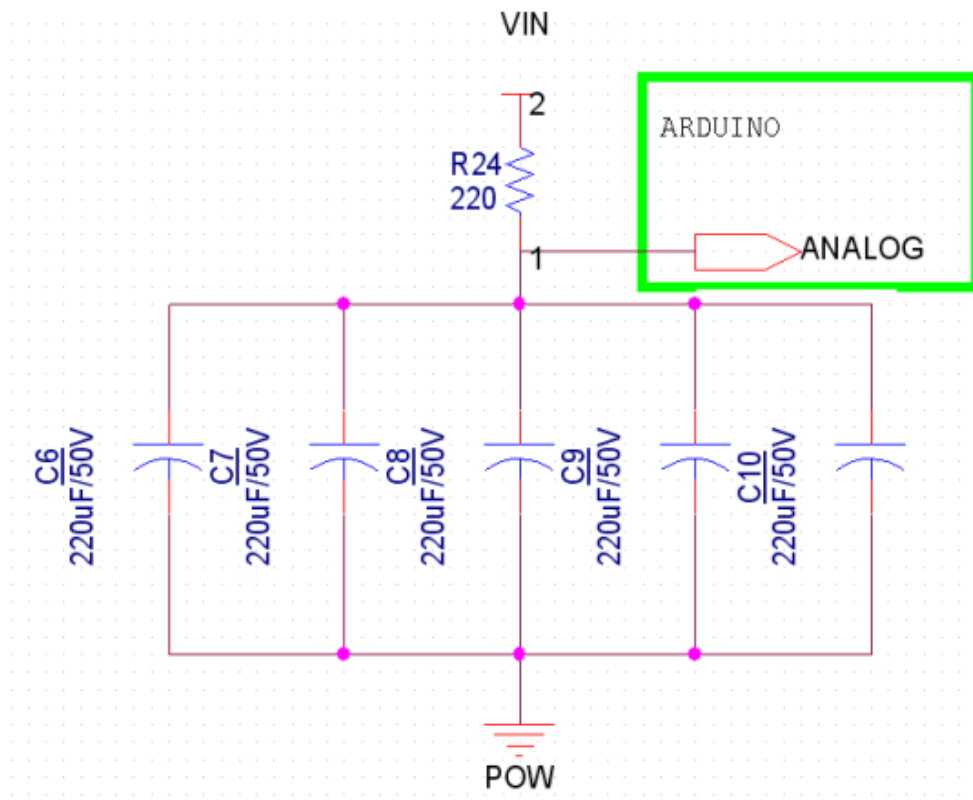 VIN
2
ARDUINO
R24
220
1
ANALOG
C6
220uF/50V
C7
220uF/50V
C8
220uF/50V
C9
220uF/50V
C10
220uF/50V
POW